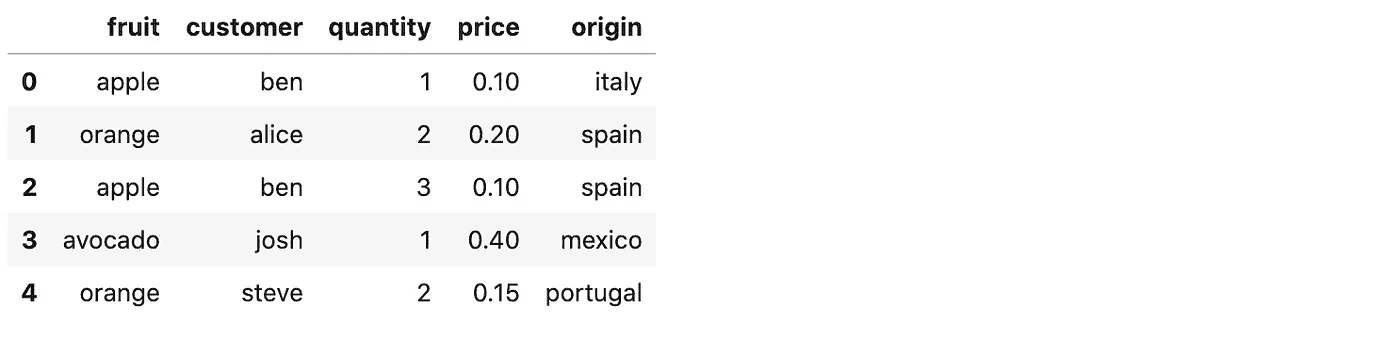 fruit customer quantity price origin
0 apple ben 1 0.10 italy
1 orange alice 2 0.20 spain
2 apple ben 3 0.10 spain
3 avocado josh 1 0.40 mexico
4 orange steve 2 0.15 portugal